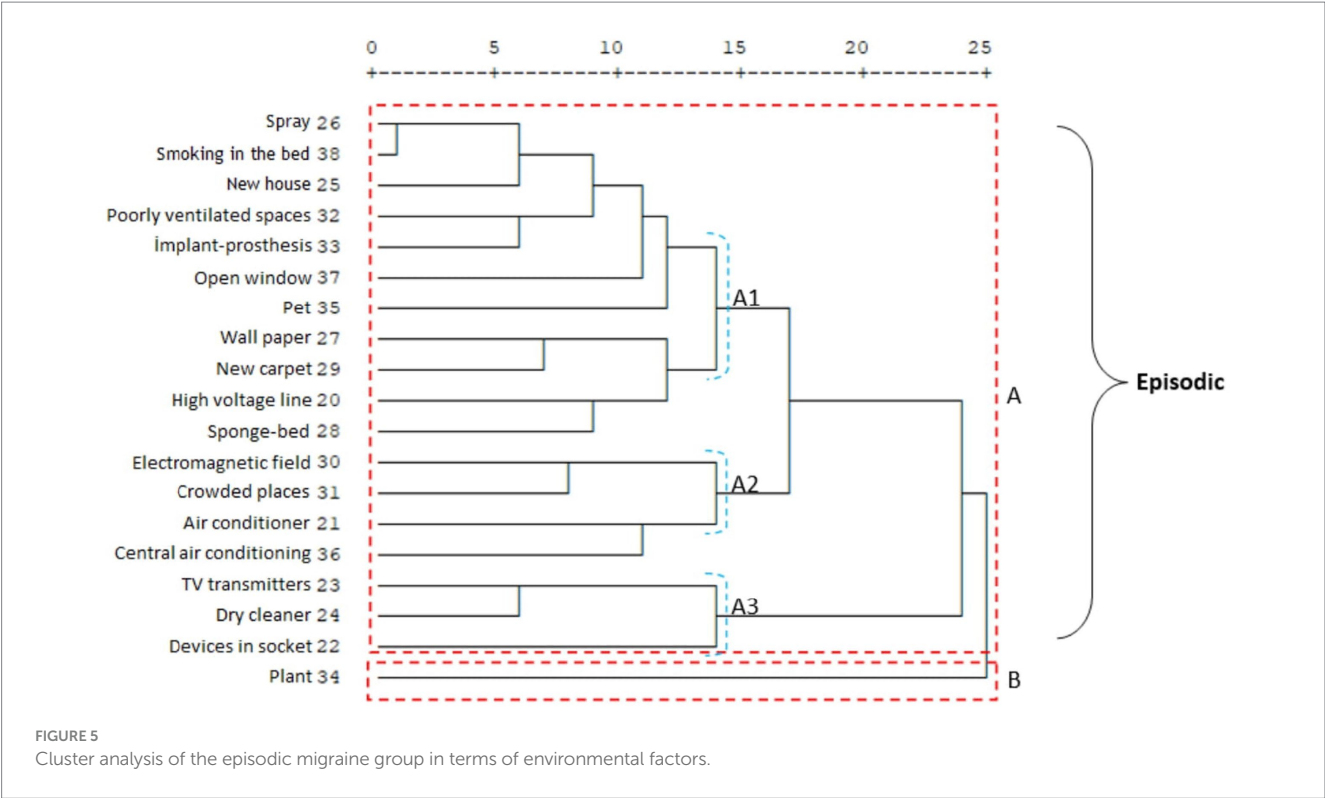 0 5 10 15 20 25
+---------+---------+---------+---------+---------+
Spray 26
Smoking in the bed 38
New house 25
Poorly ventilated spaces 32
İmplant-prosthesis 33
Open window 37
Pet 35
A1
Wall paper 27
New carpet 29
High voltage line 20
A
Episodic
Sponge-bed 28
Electromagnetic field 30
Crowded places 31
A2
Air conditioner 21
Central air conditioning 36
TV transmitters 23
Dry cleaner 24
A3
Devices in socket 22
Plant 34
B
FIGURE 5
Cluster analysis of the episodic migraine group in terms of environmental factors.